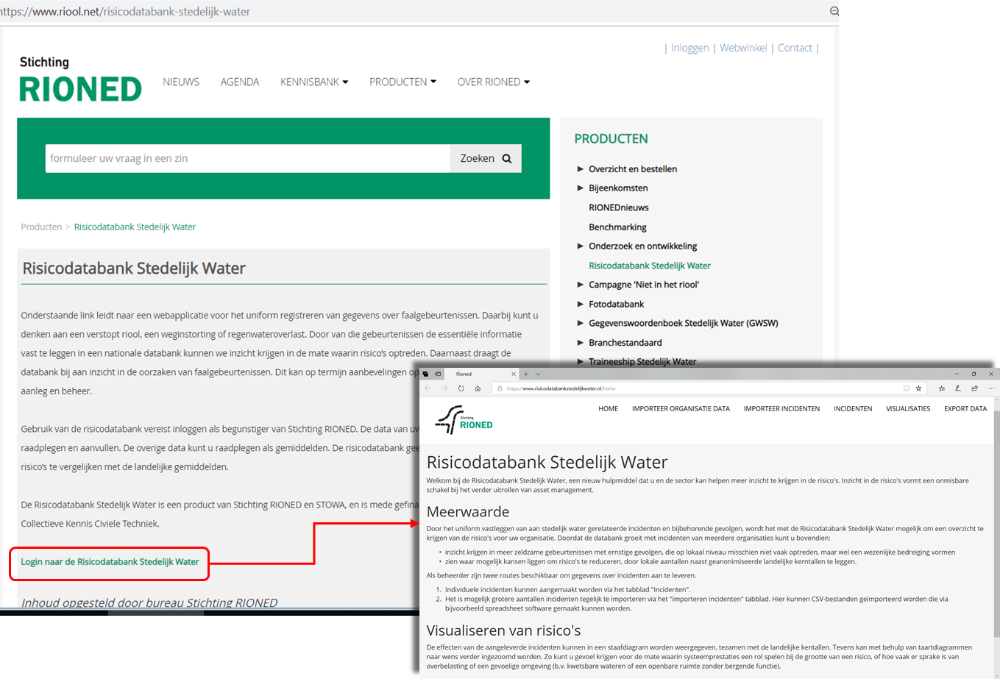 https://www.riool.net/risicodatabank-stedelijk-water
| Inloggen | Webwinkel | Contact |
Stichting
RIONED
NIEUWS AGENDA KENNISBANK PRODUCTEN OVER RIONED
formuleer uw vraag in een zin
Zoeken
Producten > Risicodatabank Stedelijk Water
Risicodatabank Stedelijk Water
Onderstaande link leidt naar een webapplicatie voor het uniform registreren van gegevens over faalgebeurtenissen. Daarbij kunt u
denken aan een verstopt riool, een weginstorting of regenwateroverlast. Door van die gebeurtenissen de essentiële informatie
vast te leggen in een nationale databank kunnen we inzicht krijgen in de mate waarin risico's optreden. Daarnaast draagt de
databank bij aan inzicht in de oorzaken van faalgebeurtenissen. Dit kan op termijn aanbevelingen op
aanleg en beheer.
Gebruik van de risicodatabank vereist inloggen als begunstiger van Stichting RIONED. De data van uw
raadplegen en aanvullen. De overige data kunt u raadplegen als gemiddelden. De risicodatabank gee
risico's te vergelijken met de landelijke gemiddelden.
De Risicodatabank Stedelijk Water is een product van Stichting RIONED en STOWA, en is mede gefina
Collectieve Kennis Civiele Techniek.
Login naar de Risicodatabank Stedelijk Water
Inhoud opgesteld door bureau Stichting RIONED
PRODUCTEN
Overzicht en bestellen
Bijeenkomsten
RIONEDnieuws
Benchmarking
Onderzoek en ontwikkeling
Risicodatabank Stedelijk Water
Campagne 'Niet in het riool'
Fotodatabank
Gegevenswoordenboek Stedelijk Water (GWSW)
Branchestandaard
Traineeship Stedelijk Water
Rioned
https://www.risicodatabankstedelijkwater.nl/home
Stichting
RIONED
HOME IMPORTEER ORGANISATIE DATA IMPORTEER INCIDENTEN INCIDENTEN VISUALISATIES EXPORT DATA
Risicodatabank Stedelijk Water
Welkom bij de Risicodatabank Stedelijk Water, een nieuw hulpmiddel dat u en de sector kan helpen meer inzicht te krijgen in de risico's. Inzicht in de risico's vormt een onmisbare
schakel bij het verder uitrollen van asset management.
Meerwaarde
Door het uniform vastleggen van aan stedelijk water gerelateerde incidenten en bijbehorende gevolgen, wordt het met de Risicodatabank Stedelijk Water mogelijk om een overzicht te
krijgen van de risico's voor uw organisatie. Doordat de databank groeit met incidenten van meerdere organisaties kunt u bovendien:
• inzicht krijgen in meer zeldzame gebeurtenissen met ernstige gevolgen, die op lokaal niveau misschien niet vaak optreden, maar wel een wezenlijke bedreiging vormen
• zien waar mogelijk kansen liggen om risico's te reduceren, door lokale aantallen naast geanonimiseerde landelijke kerntallen te leggen.
Als beheerder zijn twee routes beschikbaar om gegevens over incidenten aan te leveren.
1. Individuele incidenten kunnen aangemaakt worden via het tabblad "Incidenten".
2. Het is mogelijk grotere aantallen incidenten tegelijk te importeren via het "importeren incidenten" tabblad. Hier kunnen CSV-bestanden geïmporteerd worden die via
bijvoorbeeld spreadsheet software gemaakt kunnen worden.
Visualiseren van risico's
De effecten van de aangeleverde incidenten kunnen in een staafdiagram worden weergegeven, tezamen met de landelijke kentallen. Tevens kan met behulp van taartdiagrammen
naar wens verder ingezoomd worden. Zo kunt u gevoel krijgen voor de mate waarin systeemprestaties een rol spelen bij de grootte van een risico, of hoe vaak er sprake is van
overbelasting of een gevoelige omgeving (b.v. kwetsbare wateren of een openbare ruimte zonder bergende functie).